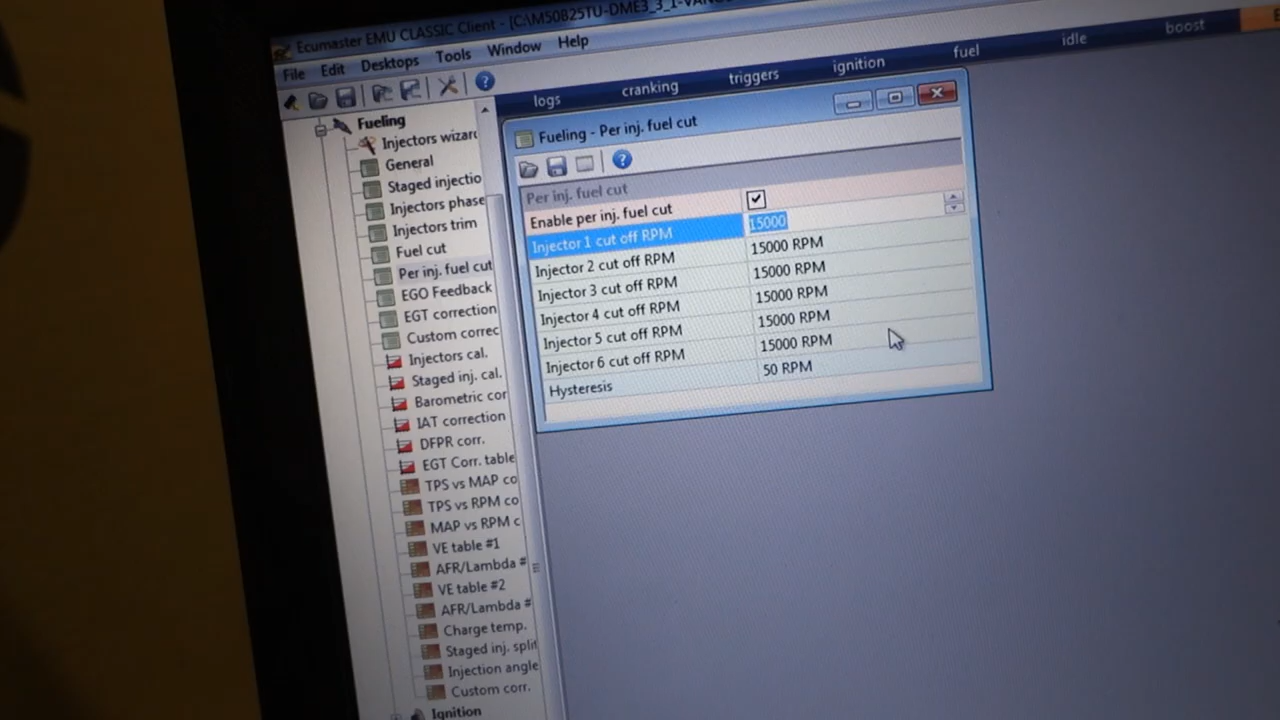 Ecumaster EMU CLASSIC Client - [C:\M50B25TU-DME3_3_1-VANO
File Edit Desktops Tools Window Help
logs cranking triggers ignition fuel idle boost
Fueling
Injectors wizard
General
Staged injectio
Injectors phase
Injectors trim
Fuel cut
Per inj. fuel cut
EGO Feedback
EGT correction
Custom correc
Injectors cal.
Staged inj. cal.
Barometric cor
IAT correction
DFPR corr.
EGT Corr. table
TPS vs MAP co
TPS vs RPM co
MAP vs RPM c
VE table #1
AFR/Lambda #
VE table #2
AFR/Lambda #
Charge temp.
Staged inj. split
Injection angle
Custom corr.
Ignition
Fueling - Per inj. fuel cut
Per inj. fuel cut
Enable per inj. fuel cut
Injector 1 cut off RPM 15000
Injector 2 cut off RPM 15000 RPM
Injector 3 cut off RPM 15000 RPM
Injector 4 cut off RPM 15000 RPM
Injector 5 cut off RPM 15000 RPM
Injector 6 cut off RPM 15000 RPM
Hysteresis 50 RPM